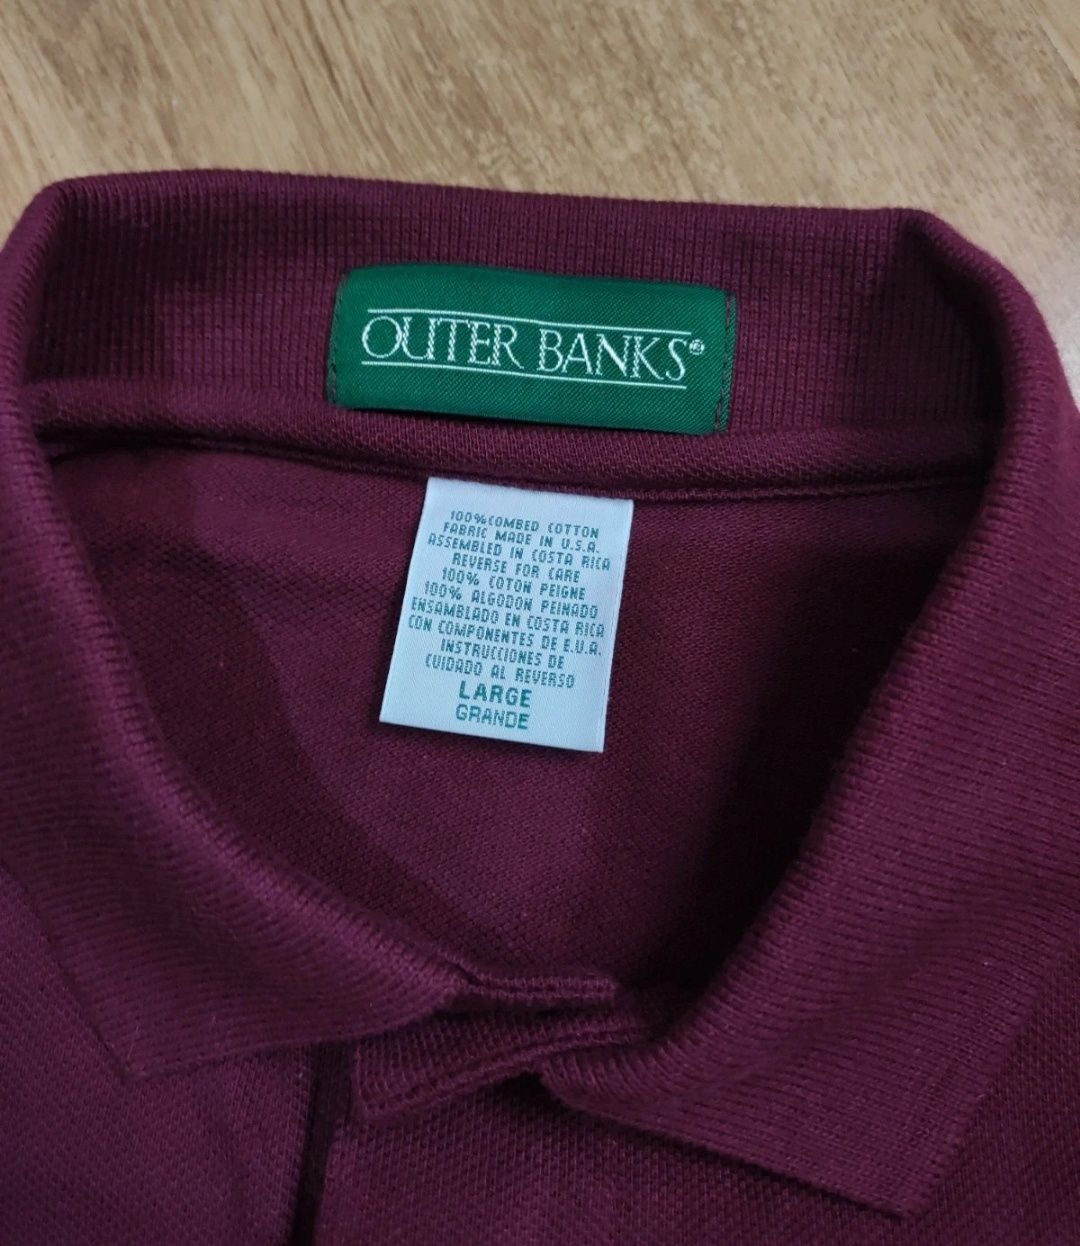 OUTER BANKS®
100% COMBED COTTON
FABRIC MADE IN U.S.A.
ASSEMBLED IN COSTA RICA
REVERSE FOR CARE
100% COTON PEIGNE
100% ALGODON PEINADO
ENSAMBLADO EN COSTA RICA
CON COMPONENTES DE E.U.A.
INSTRUCCIONES DE
CUIDADO AL REVERSO
LARGE
GRANDE